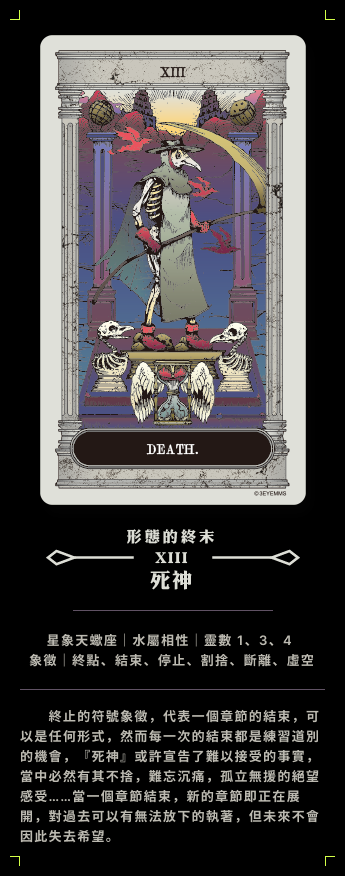 XIII
DEATH.
©3EYEMMS
形態的終末
XIII
死神
星象天蠍座｜水屬相性｜靈數 1、3、4
象徵｜終點、結束、停止、割捨、斷離、虛空
終止的符號象徵，代表一個章節的結束，可
以是任何形式，然而每一次的結束都是練習道別
的機會，『死神』或許宣告了難以接受的事實，
當中必然有其不捨，難忘沉痛，孤立無援的絕望
感受……當一個章節結束，新的章節即正在展
開，對過去可以有無法放下的執著，但未來不會
因此失去希望。